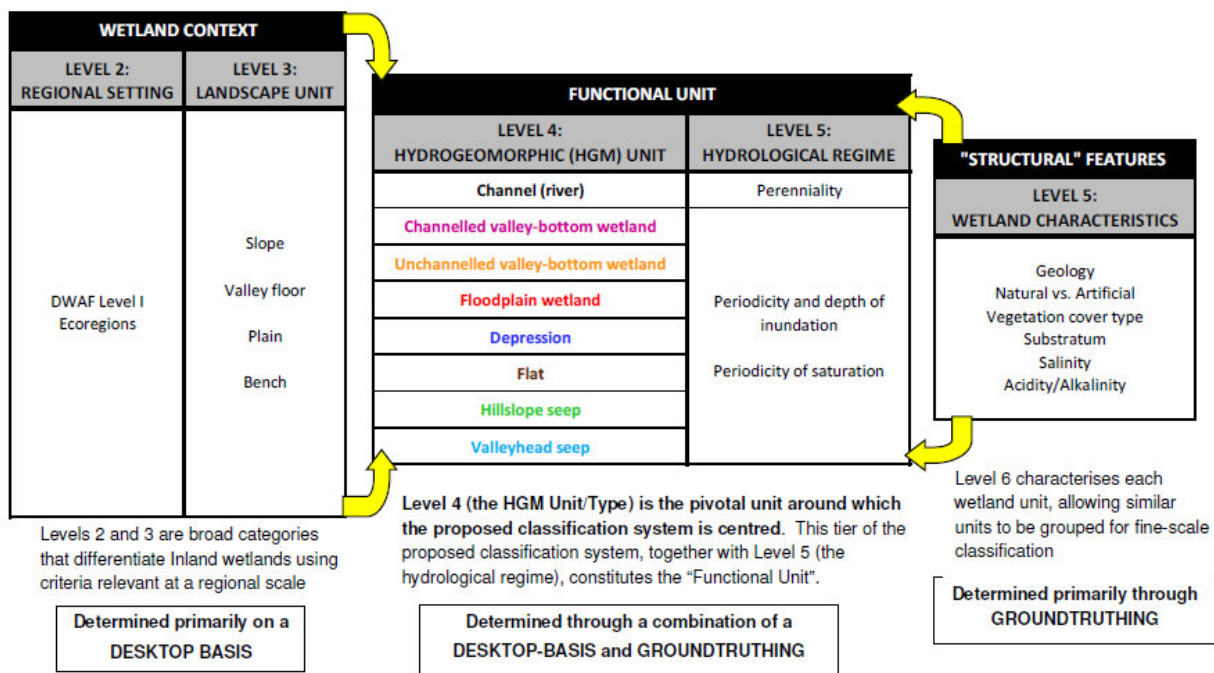 WETLAND CONTEXT
LEVEL 2:
REGIONAL SETTING
LEVEL 3:
LANDSCAPE UNIT
DWAF Level I
Ecoregions
Slope
Valley floor
Plain
Bench
Levels 2 and 3 are broad categories
that differentiate Inland wetlands using
criteria relevant at a regional scale
Determined primarily on a
DESKTOP BASIS
FUNCTIONAL UNIT
LEVEL 4:
HYDROGEOMORPHIC (HGM) UNIT
LEVEL 5:
HYDROLOGICAL REGIME
Channel (river)
Perenniality
Channelled valley-bottom wetland
Unchannelled valley-bottom wetland
Floodplain wetland
Depression
Flat
Hillslope seep
Valleyhead seep
Periodicity and depth of
inundation
Periodicity of saturation
Level 4 (the HGM Unit/Type) is the pivotal unit around which
the proposed classification system is centred. This tier of the
proposed classification system, together with Level 5 (the
hydrological regime), constitutes the “Functional Unit”.
Determined through a combination of a
DESKTOP-BASIS and GROUNDTRUTHING
"STRUCTURAL" FEATURES
LEVEL 5:
WETLAND CHARACTERISTICS
Geology
Natural vs. Artificial
Vegetation cover type
Substratum
Salinity
Acidity/Alkalinity
Level 6 characterises each
wetland unit, allowing similar
units to be grouped for fine-scale
classification
Determined primarily through
GROUNDTRUTHING